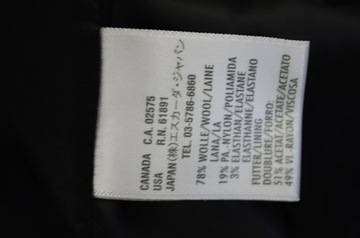 CANADA C.A. 02575
USA R.N. 61891
JAPAN(株)エスカーダ・ジャパン
TEL. 03-5786-6860
78% WOLLE/WOOL/LAINE
LANA/LA
19% PA.-NYLON/POLIAMIDA
3% ELASTHAN/ELASTANE
ELASTHANNE/ELASTANO
FUTTER/LINING
DOUBLURE/FORRO:
51% ACETAT/ACETATE/ACETATO
49% VI. RAYON/VISCOSA